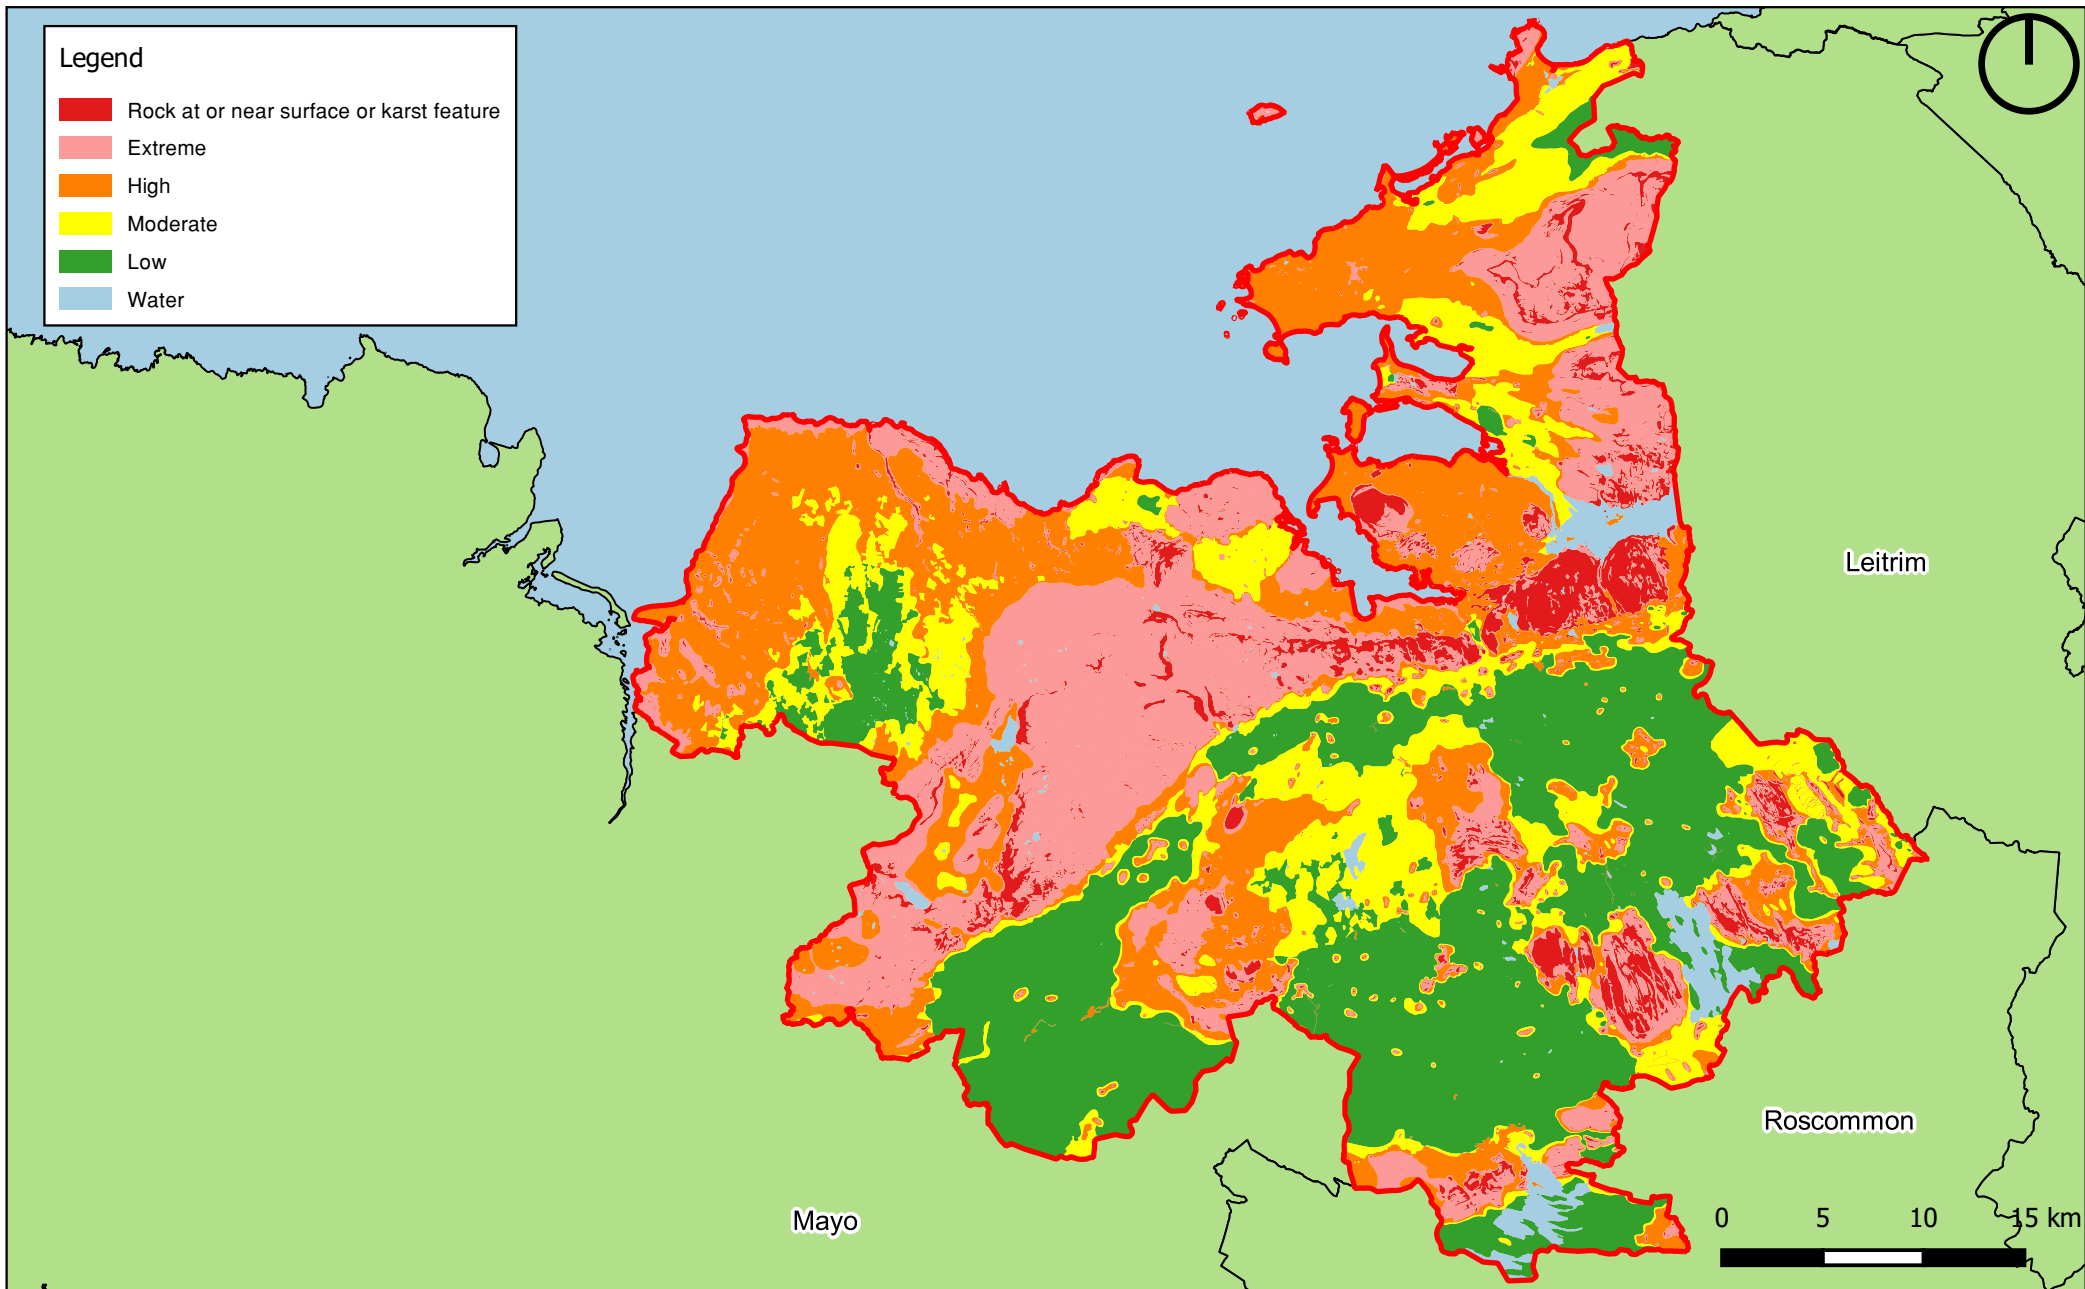 Legend
Rock at or near surface or karst feature
Extreme
High
Moderate
Low
Water
Leitrim
Roscommon
Mayo
0 5 10 15 km